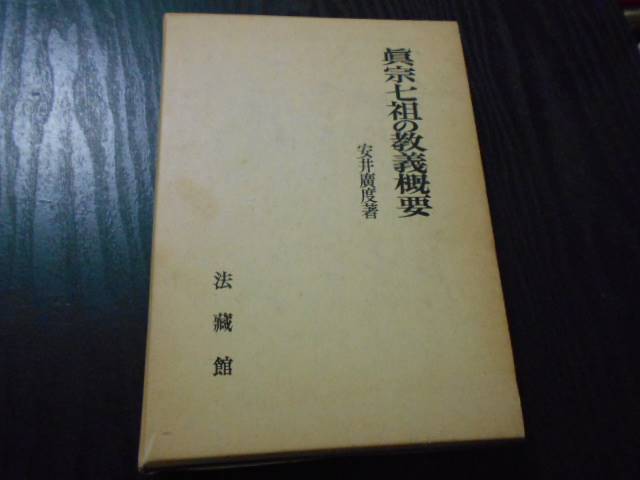 眞宗七祖の教義概要
安井廣度著
法藏館